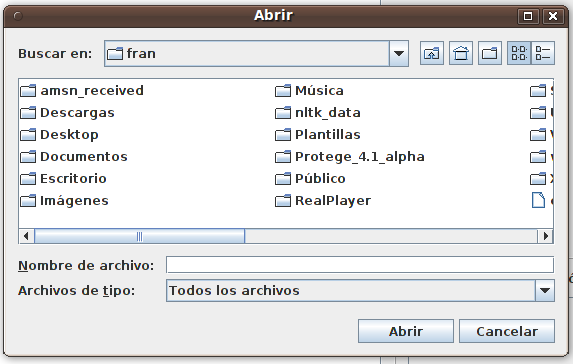 Abrir
Buscar en: fran
amsn_received
Descargas
Desktop
Documentos
Escritorio
Imágenes
Música
nltk_data
Plantillas
Protege_4.1_alpha
Público
RealPlayer
Nombre de archivo:
Archivos de tipo: Todos los archivos
Abrir Cancelar